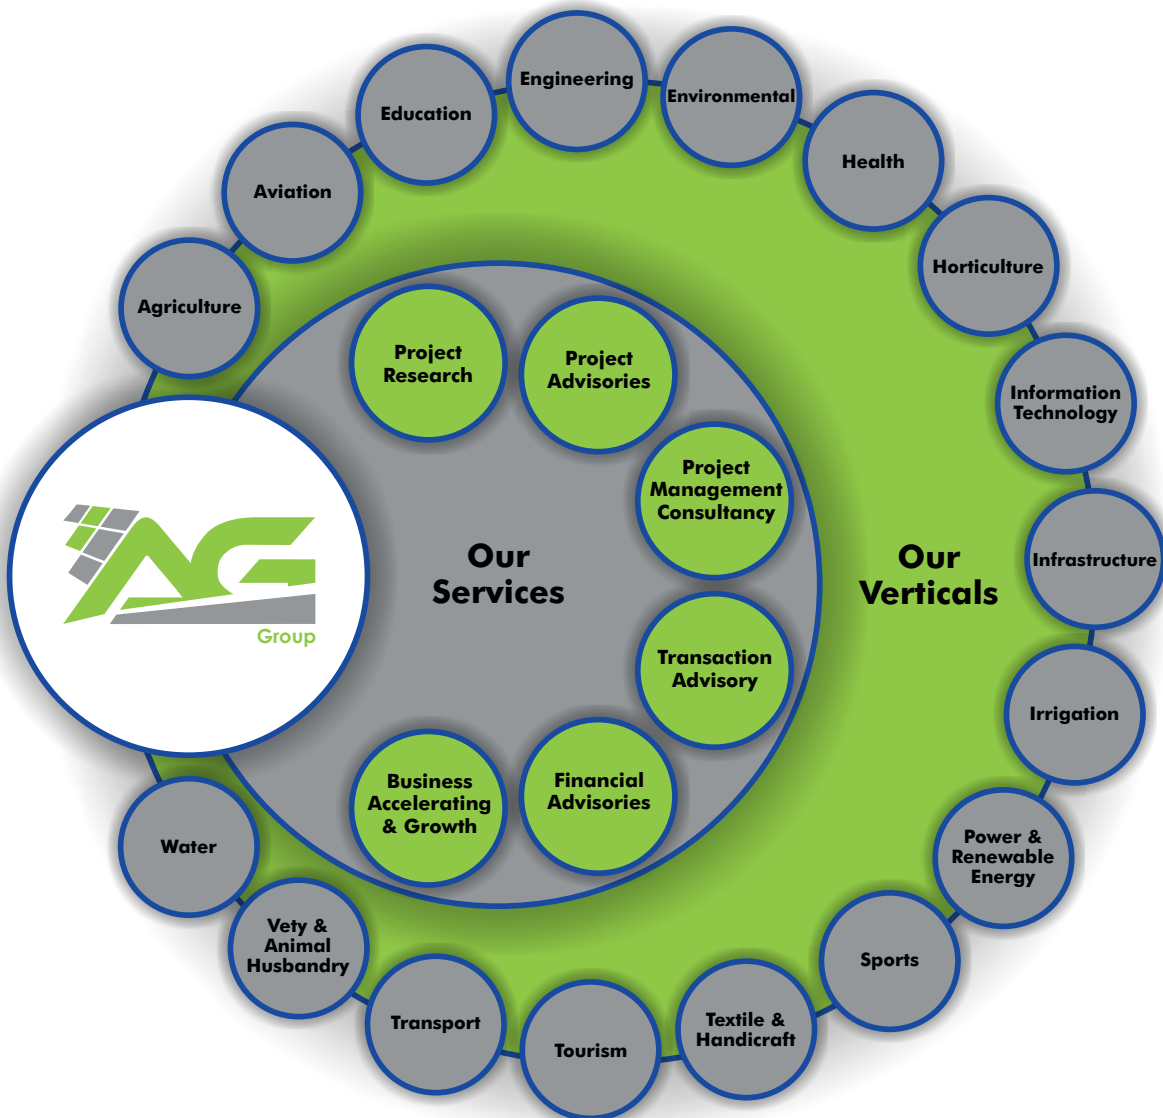 Engineering
Environmental
Education
Health
Aviation
Horticulture
Agriculture
Project
Research
Project
Advisories
Information
Technology
Project
Management
Consultancy
AG
Group
Our
Services
Our
Verticals
Infrastructure
Transaction
Advisory
Irrigation
Business
Accelerating
& Growth
Financial
Advisories
Water
Power &
Renewable
Energy
Vety &
Animal
Husbandry
Sports
Transport
Tourism
Textile &
Handicraft